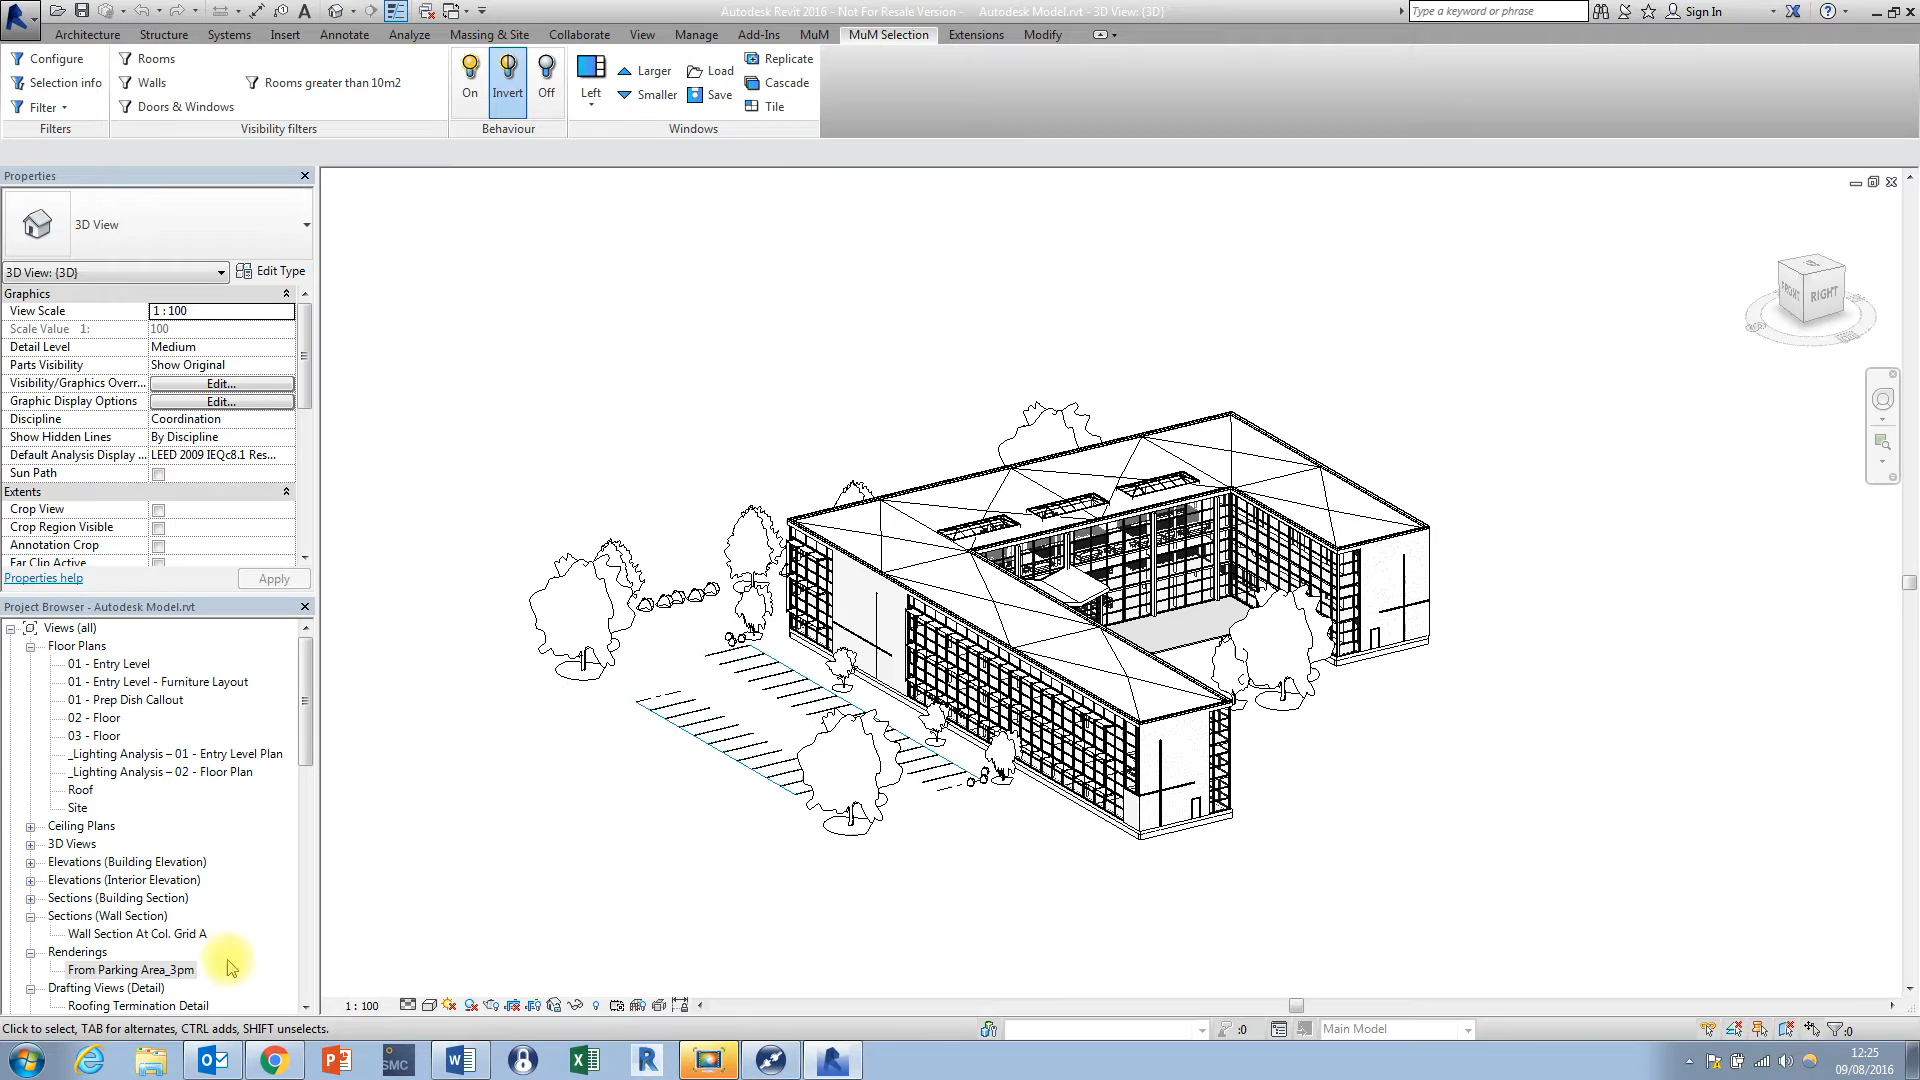 Autodesk Revit 2016 - Not For Resale Version - Autodesk Model.rvt - 3D View: {3D}
Type a keyword or phrase
Sign In
Architecture Structure Systems Insert Annotate Analyze Massing & Site Collaborate View Manage Add-Ins MuM MuM Selection Extensions Modify
Configure
Selection info
Filter
Filters
Rooms
Walls
Doors & Windows
Rooms greater than 10m2
Visibility filters
On
Invert
Off
Behaviour
Left
Larger
Smaller
Load
Save
Replicate
Cascade
Tile
Windows
Properties
3D View
3D View: {3D}
Edit Type
Graphics
View Scale 1 : 100
Scale Value 1: 100
Detail Level Medium
Parts Visibility Show Original
Visibility/Graphics Overr... Edit...
Graphic Display Options Edit...
Discipline Coordination
Show Hidden Lines By Discipline
Default Analysis Display ... LEED 2009 IEQc8.1 Res...
Sun Path
Extents
Crop View
Crop Region Visible
Annotation Crop
Far Clip Active
Properties help
Apply
Project Browser - Autodesk Model.rvt
Views (all)
Floor Plans
01 - Entry Level
01 - Entry Level - Furniture Layout
01 - Prep Dish Callout
02 - Floor
03 - Floor
_Lighting Analysis – 01 - Entry Level Plan
_Lighting Analysis – 02 - Floor Plan
Roof
Site
Ceiling Plans
3D Views
Elevations (Building Elevation)
Elevations (Interior Elevation)
Sections (Building Section)
Sections (Wall Section)
Wall Section At Col. Grid A
Renderings
From Parking Area_3pm
Drafting Views (Detail)
Roofing Termination Detail
FRONT
RIGHT
1 : 100
Click to select, TAB for alternates, CTRL adds, SHIFT unselects.
:0
Main Model
:0
SMC
12:25
09/08/2016